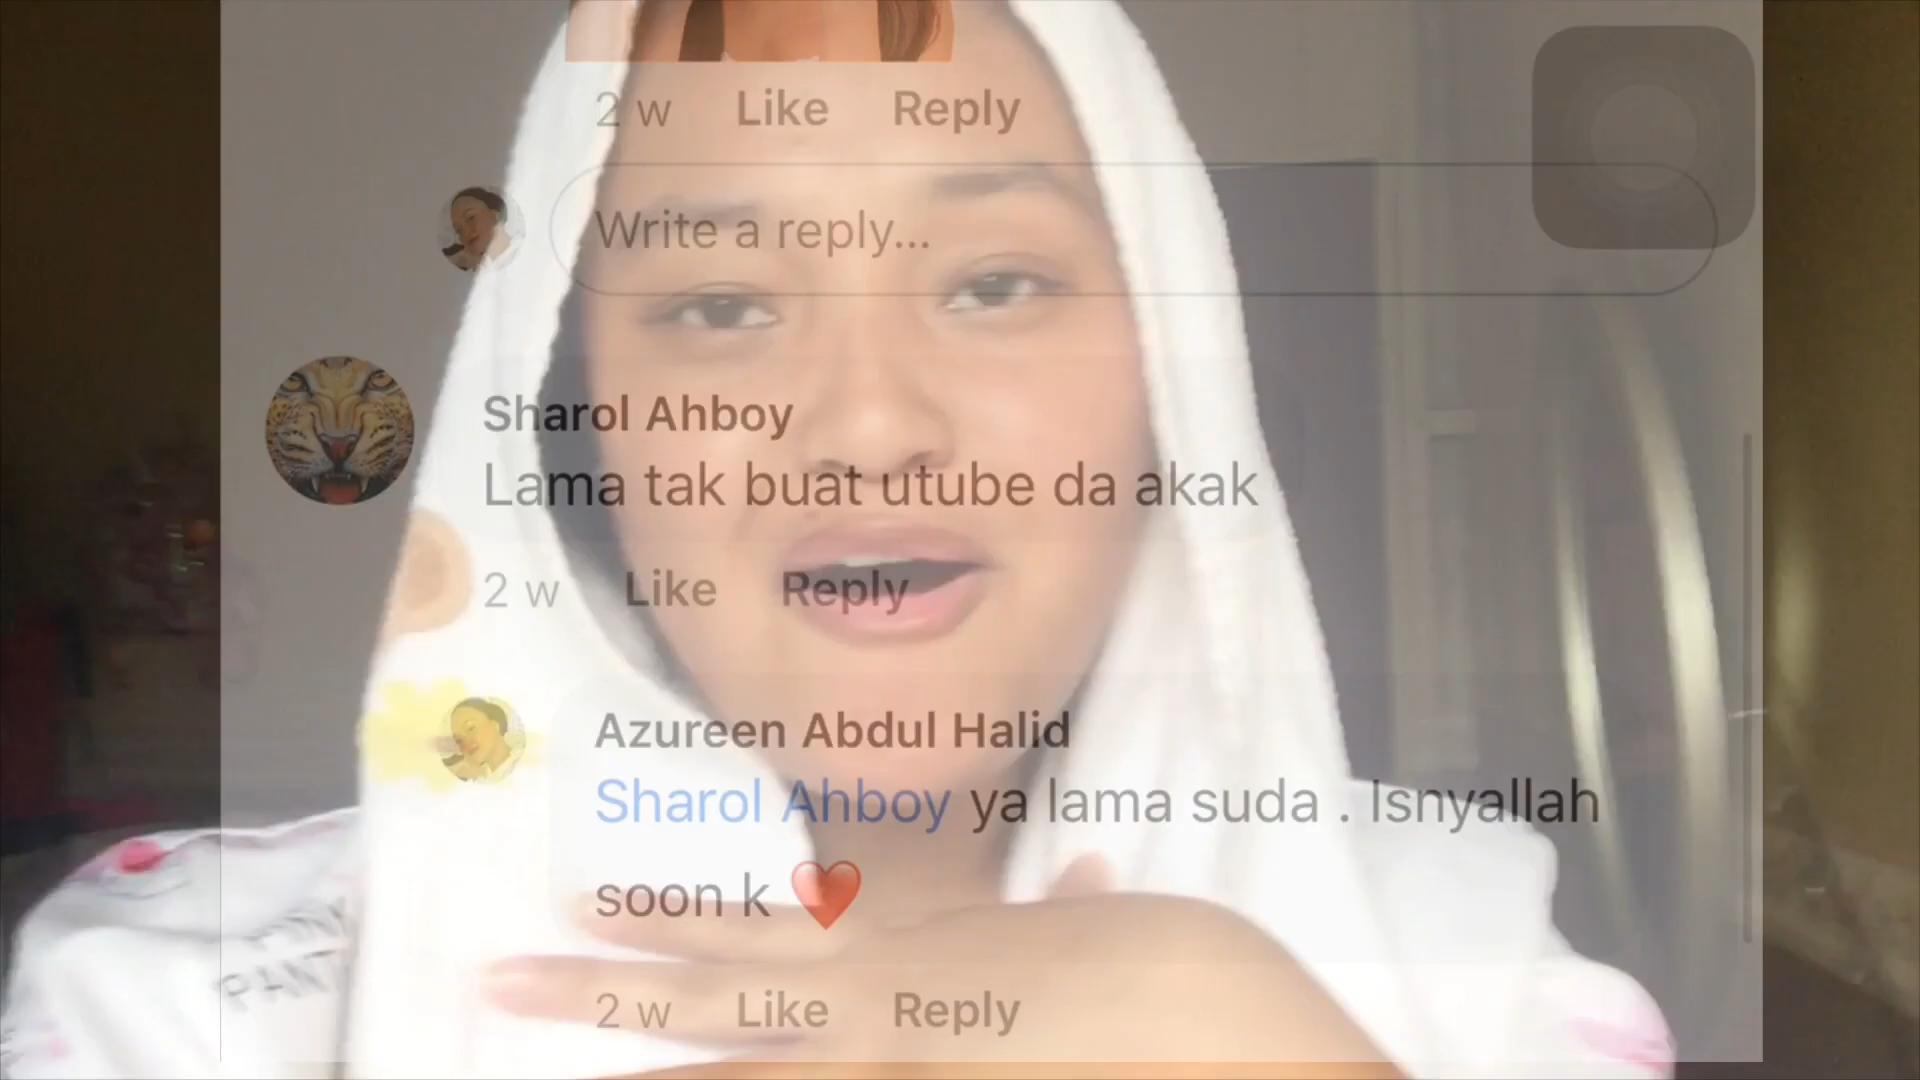 2 w Like Reply
Write a reply...
Sharol Ahboy
Lama tak buat utube da akak
2 w Like Reply
Azureen Abdul Halid
Sharol Ahboy ya lama suda . Isnyallah
soon k ❤️
2 w Like Reply